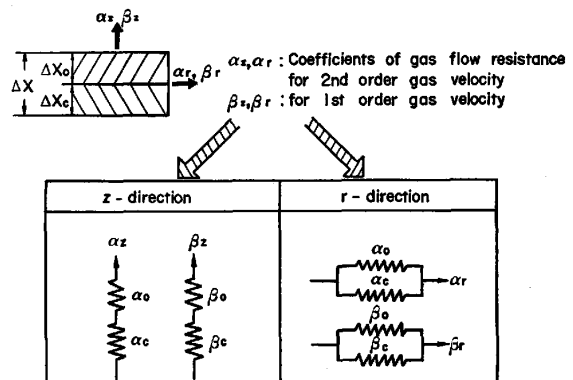 αz βz
ΔX
ΔXo
ΔXc
αr, βr
αz, αr : Coefficients of gas flow resistance
for 2nd order gas velocity
βz, βr : for 1st order gas velocity
z - direction
r - direction
αz
βz
αo
βo
αc
βc
αo
αc
αr
βo
βc
βr